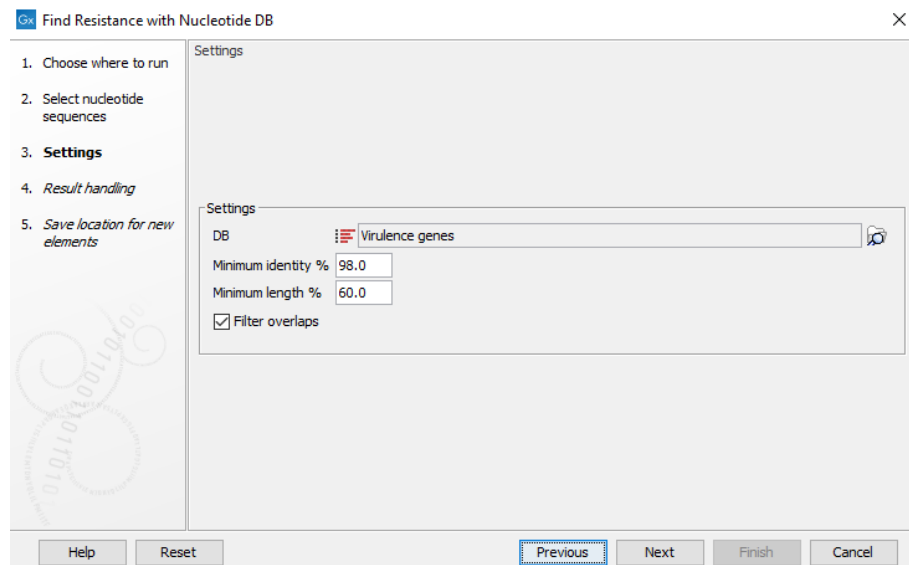 Gx Find Resistance with Nucleotide DB
1. Choose where to run
2. Select nucleotide
sequences
3. Settings
4. Result handling
5. Save location for new
elements
Settings
Settings
DB Virulence genes
Minimum identity % 98.0
Minimum length % 60.0
Filter overlaps
Help Reset Previous Next Finish Cancel